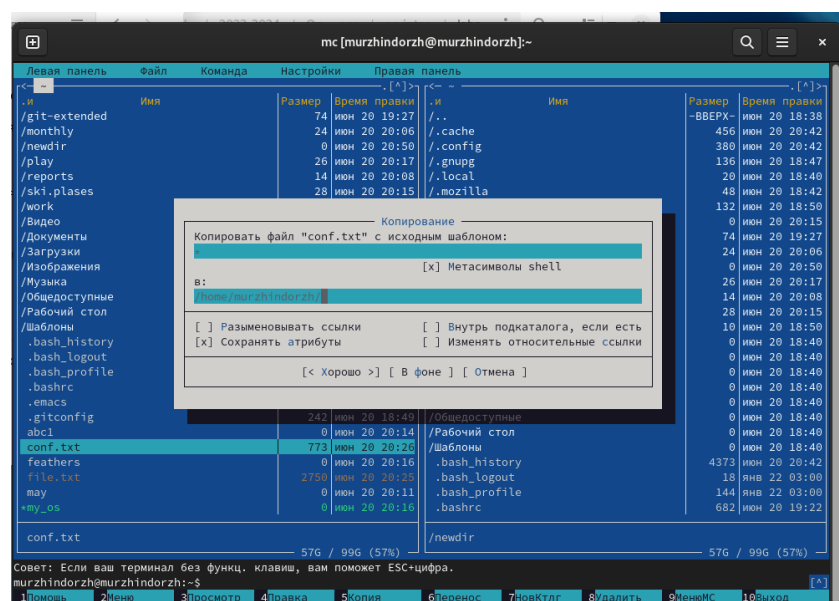 mc [murzhindorzh@murzhindorzh]:~
Левая панель Файл Команда Настройки Правая панель
<— ~ .[^]>
.и Имя Размер Время правки
/git-extended 74 июн 20 19:27
/monthly 24 июн 20 20:06
/newdir 0 июн 20 20:50
/play 26 июн 20 20:17
/reports 14 июн 20 20:08
/ski.plases 28 июн 20 20:15
/work
/Видео
/Документы
/Загрузки
/Изображения
/Музыка
/Общедоступные
/Рабочий стол
/Шаблоны
.bash_history
.bash_logout
.bash_profile
.bashrc
.emacs
.gitconfig 242 июн 20 18:49
abc1 0 июн 20 20:14
conf.txt 773 июн 20 20:26
feathers 0 июн 20 20:16
file.txt 2750 июн 20 20:25
may 0 июн 20 20:11
*my_os 0 июн 20 20:16
conf.txt
57G / 99G (57%)
<— ~ .[^]>
.и Имя Размер Время правки
/.. -ВВЕРХ- июн 20 18:38
/.cache 456 июн 20 20:42
/.config 380 июн 20 20:42
/.gnupg 136 июн 20 18:47
/.local 20 июн 20 18:40
/.mozilla 48 июн 20 18:42
132 июн 20 18:50
0 июн 20 20:15
74 июн 20 19:27
24 июн 20 20:06
0 июн 20 20:50
26 июн 20 20:17
14 июн 20 20:08
28 июн 20 20:15
10 июн 20 18:50
0 июн 20 18:40
0 июн 20 18:40
0 июн 20 18:40
0 июн 20 18:40
0 июн 20 18:40
/Общедоступные 0 июн 20 18:40
/Рабочий стол 0 июн 20 18:40
/Шаблоны 0 июн 20 18:40
.bash_history 4373 июн 20 20:42
.bash_logout 18 янв 22 03:00
.bash_profile 144 янв 22 03:00
.bashrc 682 июн 20 19:22
/newdir
57G / 99G (57%)
Копирование
Копировать файл "conf.txt" с исходным шаблоном:
*
[x] Метасимволы shell
в:
/home/murzhindorzh/
[ ] Разыменовывать ссылки [ ] Внутрь подкаталога, если есть
[x] Сохранять атрибуты [ ] Изменять относительные ссылки
[< Хорошо >] [ В фоне ] [ Отмена ]
Совет: Если ваш терминал без функц. клавиш, вам поможет ESC+цифра.
murzhindorzh@murzhindorzh:~$ [^]
1Помощь 2Меню 3Просмотр 4Правка 5Копия 6Перенос 7НовКтлг 8Удалить 9МенюМС 10Выход